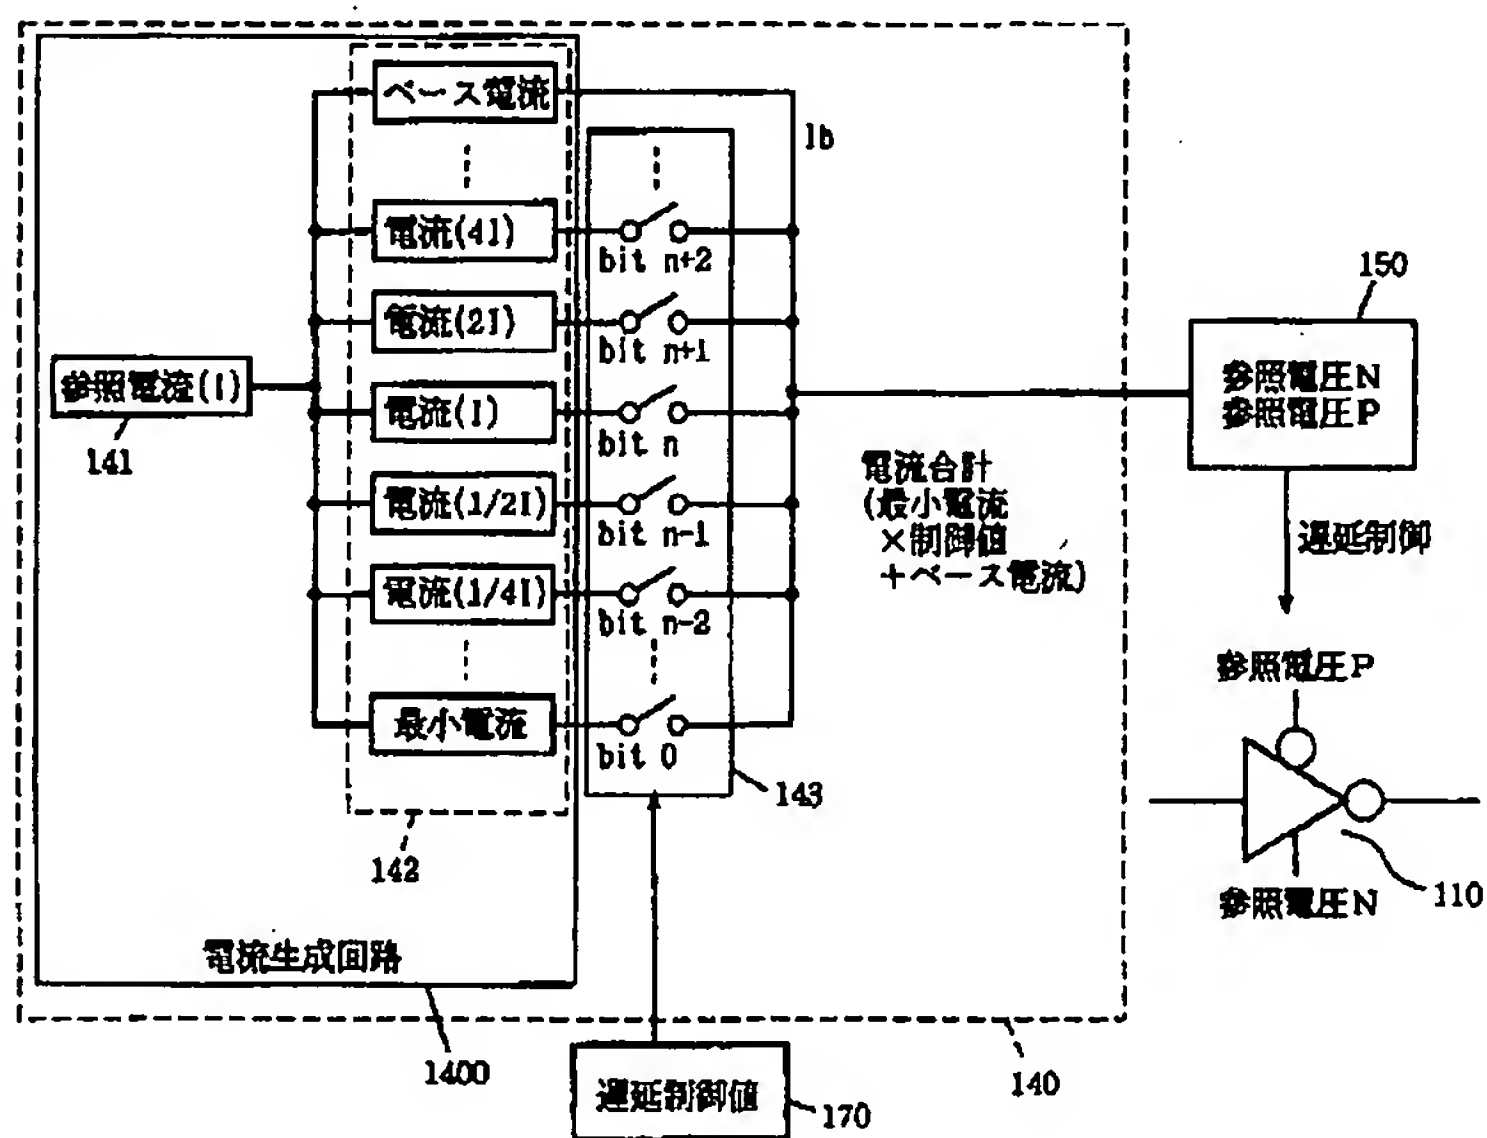 ベース電流
Ib
電流(4I)
bit n+2
電流(2I)
bit n+1
参照電流(I)
141
電流(I)
bit n
電流(1/2I)
bit n-1
電流(1/4I)
bit n-2
最小電流
bit 0
143
142
電流生成回路
1400
電流合計
(最小電流
×制御値
+ベース電流)
140
遅延制御値
170
150
参照電圧N
参照電圧P
遅延制御
参照電圧P
110
参照電圧N